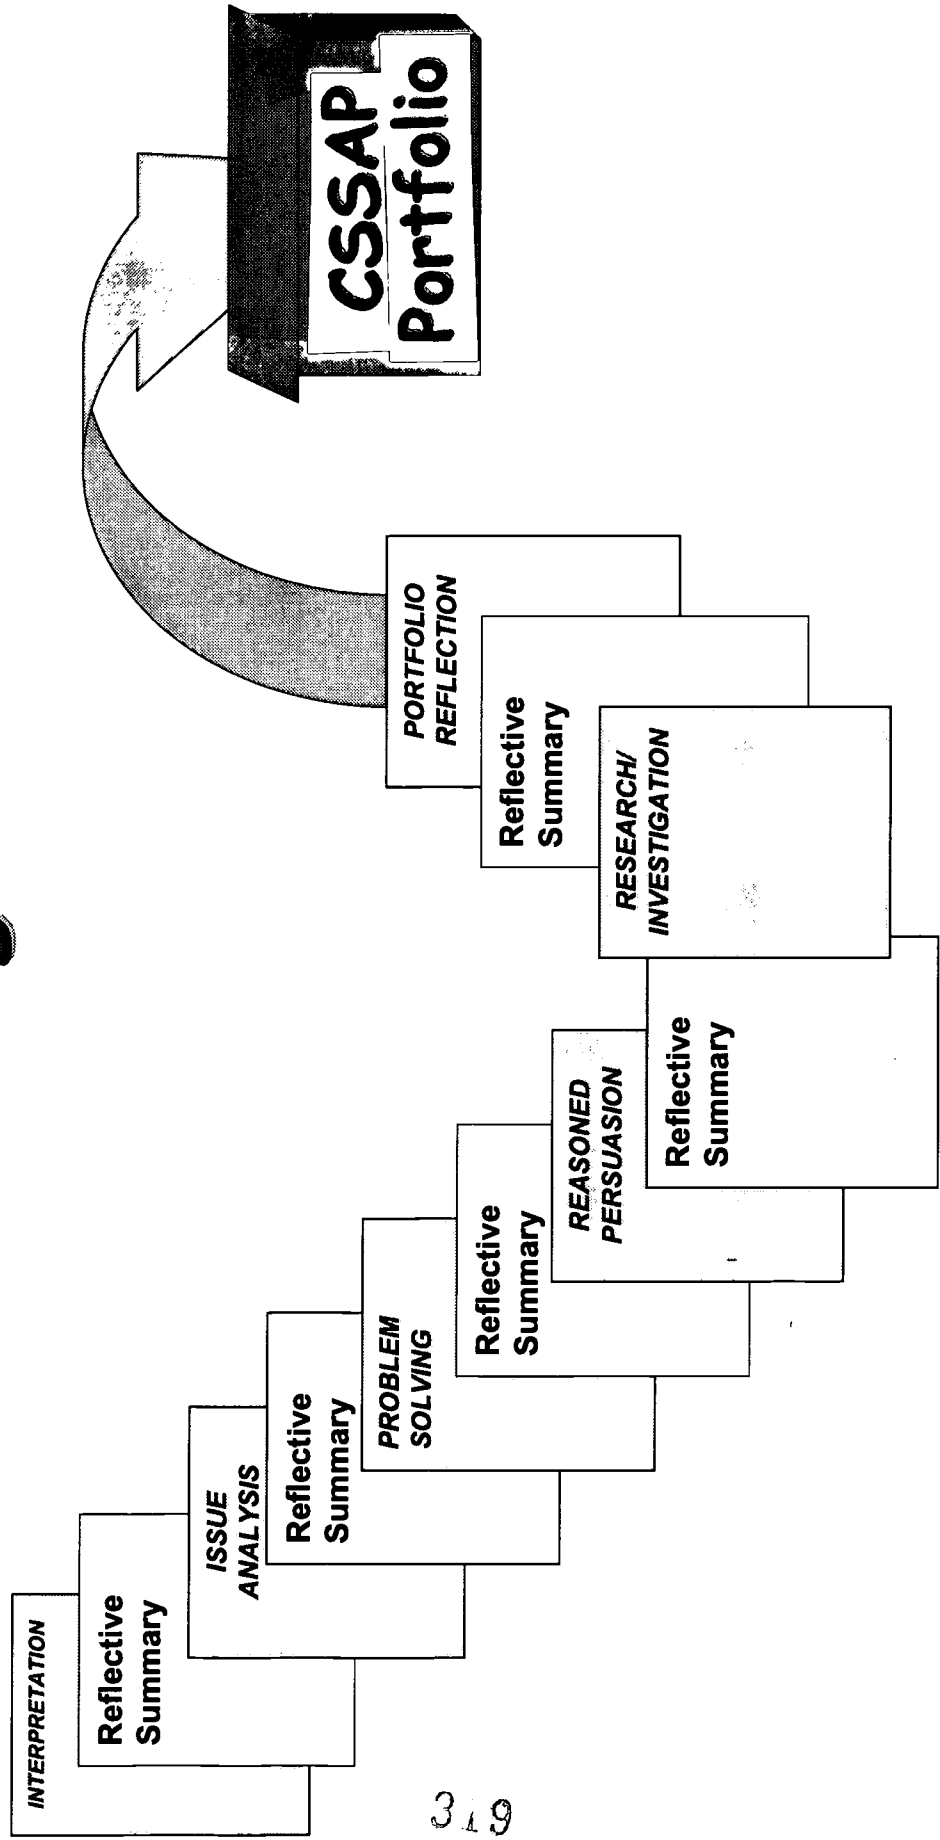 INTERPRETATION
Reflective
Summary
ISSUE
ANALYSIS
Reflective
Summary
PROBLEM
SOLVING
Reflective
Summary
REASONED
PERSUASION
Reflective
Summary
RESEARCH/
INVESTIGATION
Reflective
Summary
PORTFOLIO
REFLECTION
CSSAP
Portfolio